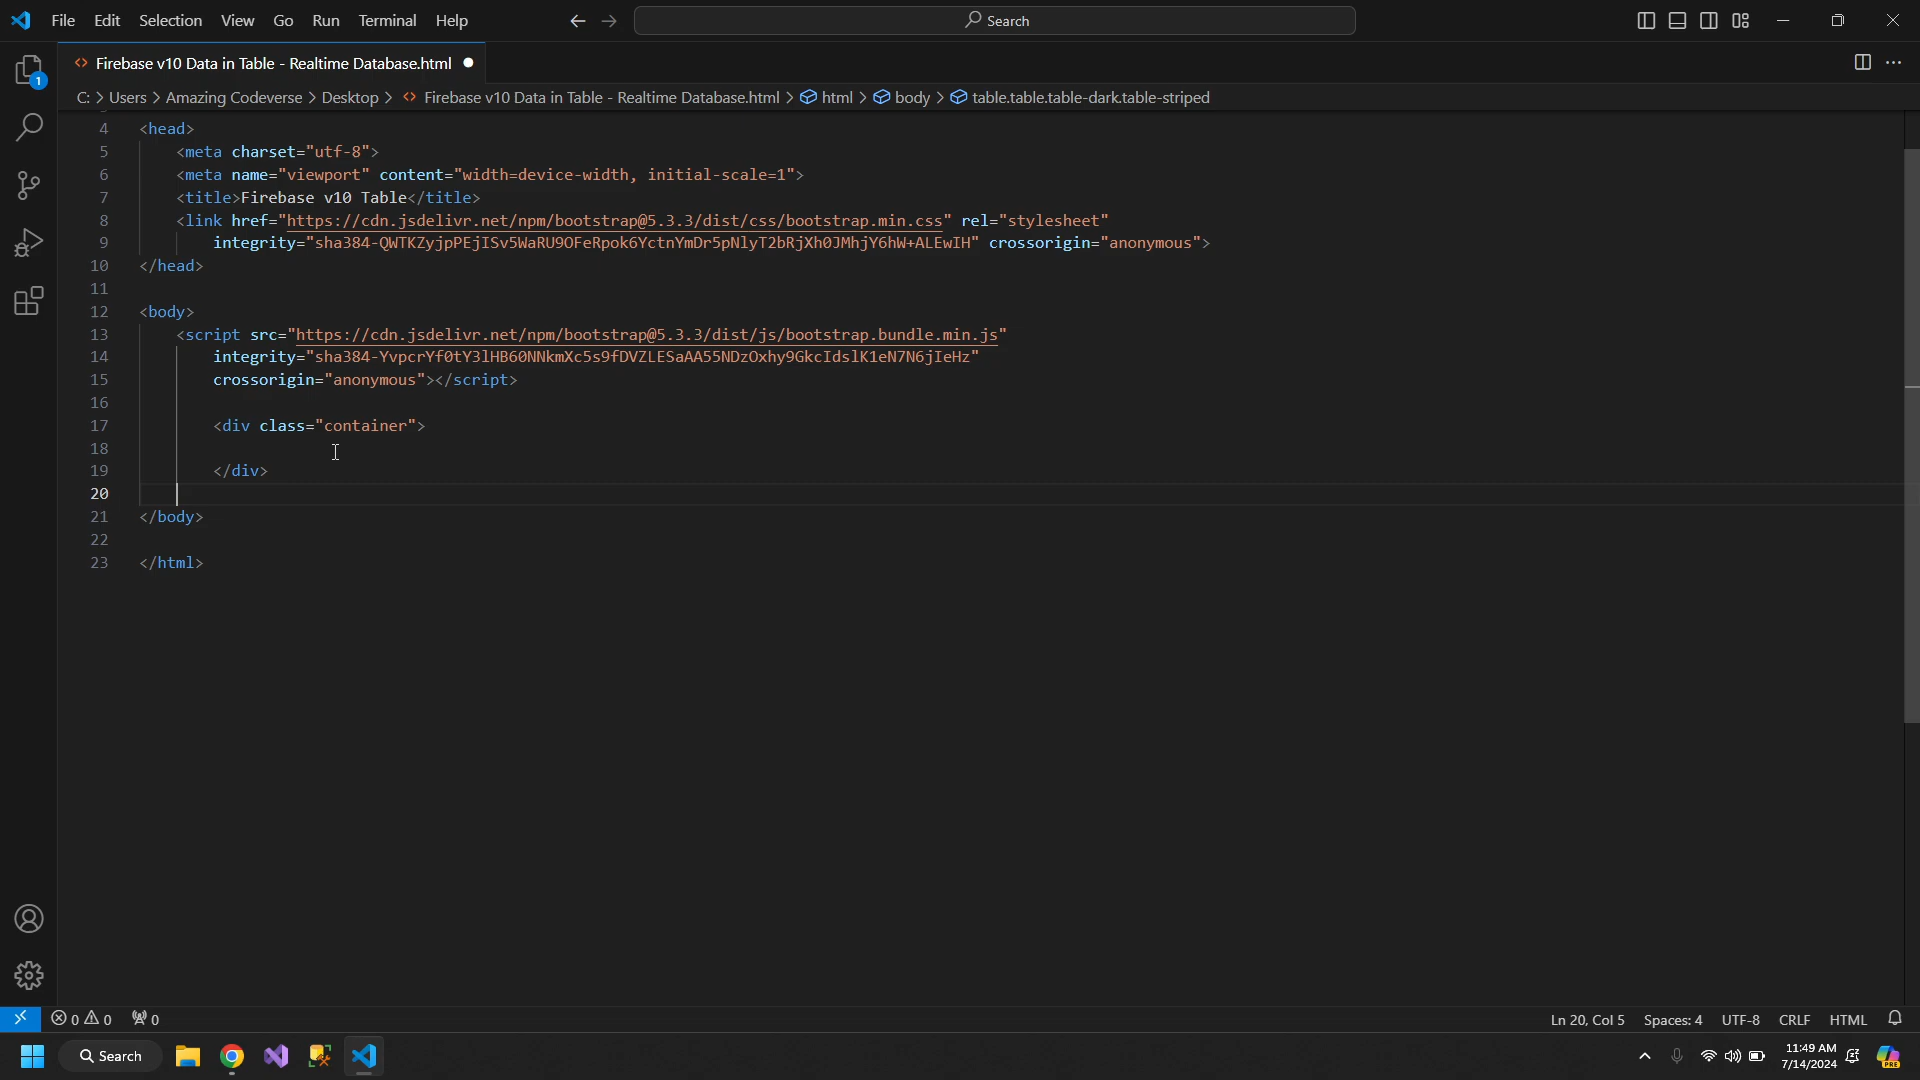 File Edit Selection View Go Run Terminal Help
Search
Firebase v10 Data in Table - Realtime Database.html
1
C: > Users > Amazing Codeverse > Desktop > Firebase v10 Data in Table - Realtime Database.html > html > body > table.table.table-dark.table-striped
4 <head>
5 <meta charset="utf-8">
6 <meta name="viewport" content="width=device-width, initial-scale=1">
7 <title>Firebase v10 Table</title>
8 <link href="https://cdn.jsdelivr.net/npm/bootstrap@5.3.3/dist/css/bootstrap.min.css" rel="stylesheet"
9 integrity="sha384-QWTKZyjpPEjISv5WaRU9OFeRpok6YctnYmDr5pNlyT2bRjXh0JMhjY6hW+ALEwIH" crossorigin="anonymous">
10 </head>
11
12 <body>
13 <script src="https://cdn.jsdelivr.net/npm/bootstrap@5.3.3/dist/js/bootstrap.bundle.min.js"
14 integrity="sha384-YvpcrYf0tY3lHB60NNkmXc5s9fDVZLESaAA55NDzOxhy9GkcIdslK1eN7N6jIeHz"
15 crossorigin="anonymous"></script>
16
17 <div class="container">
18
19 </div>
20
21 </body>
22
23 </html>
0 0 0
Ln 20, Col 5 Spaces: 4 UTF-8 CRLF HTML
Search
11:49 AM
7/14/2024
PRE